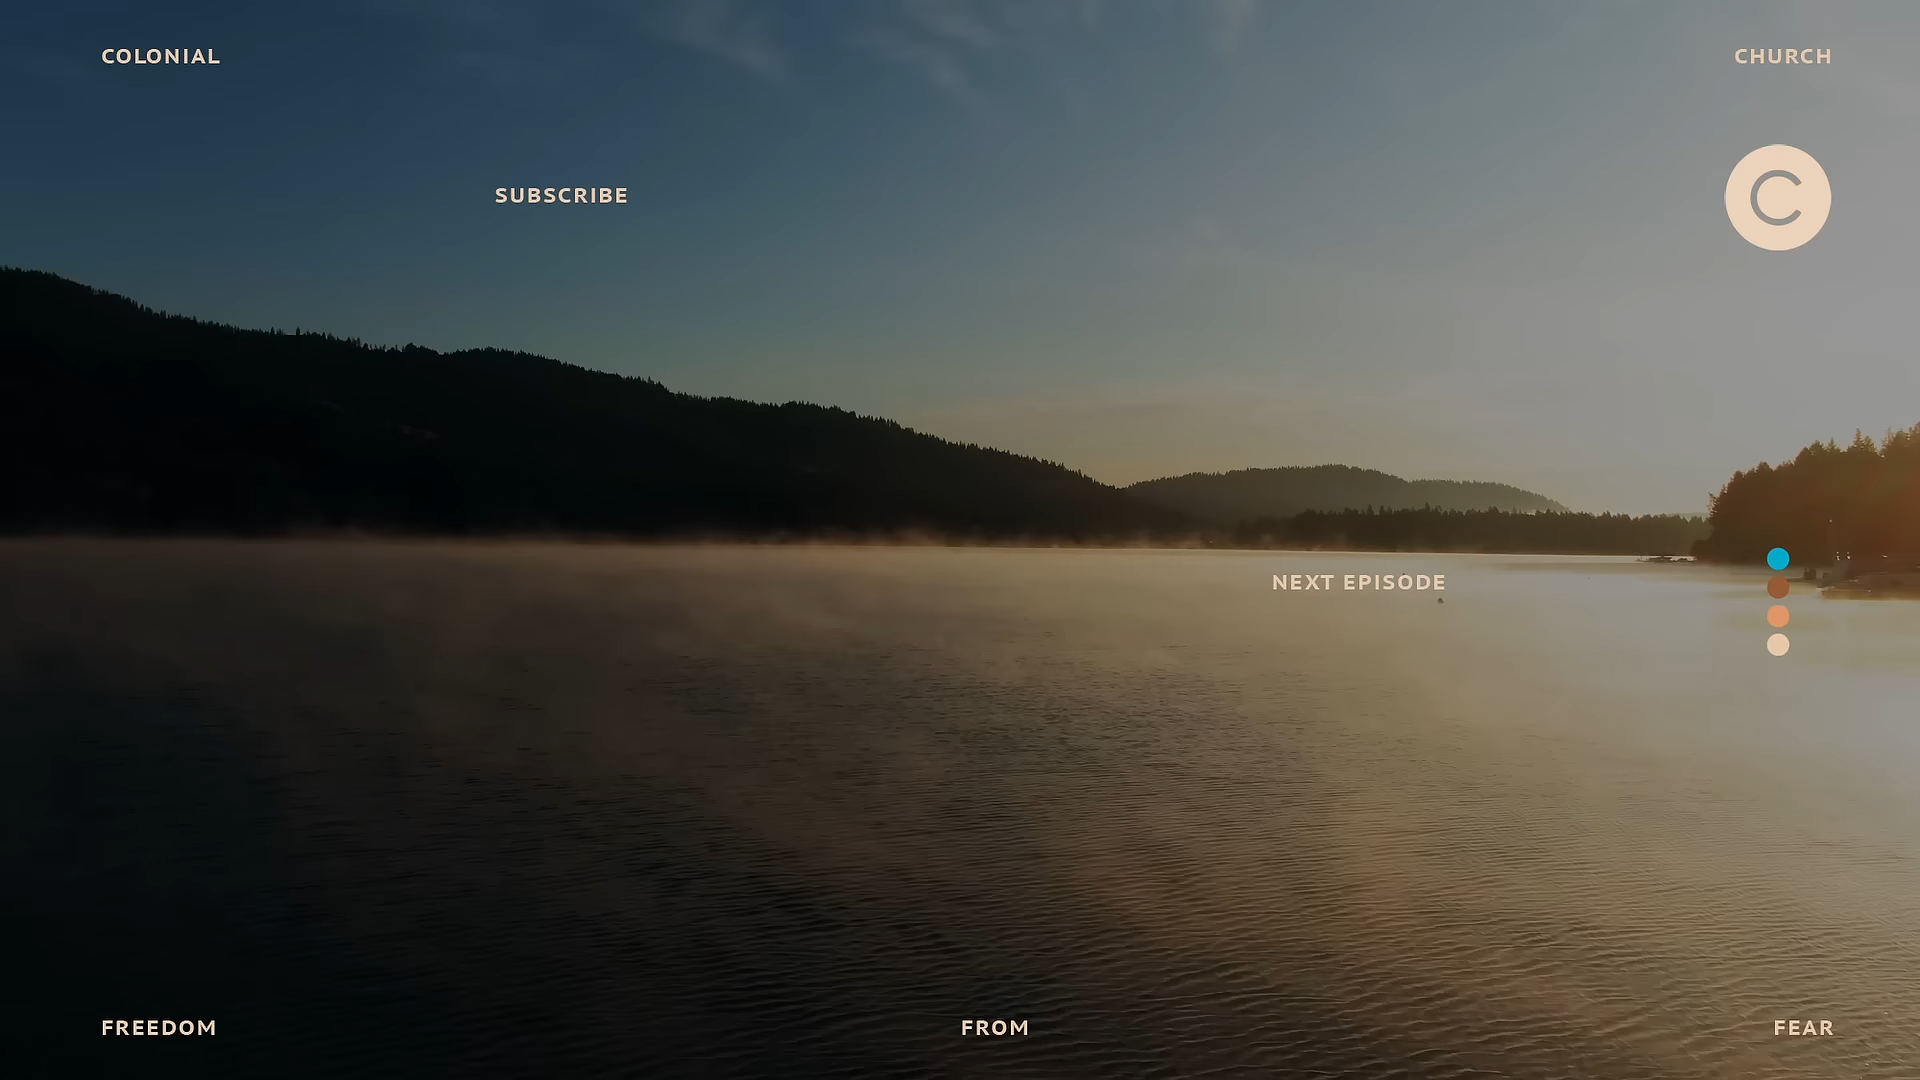 COLONIAL CHURCH
SUBSCRIBE
C
NEXT EPISODE
FREEDOM FROM FEAR